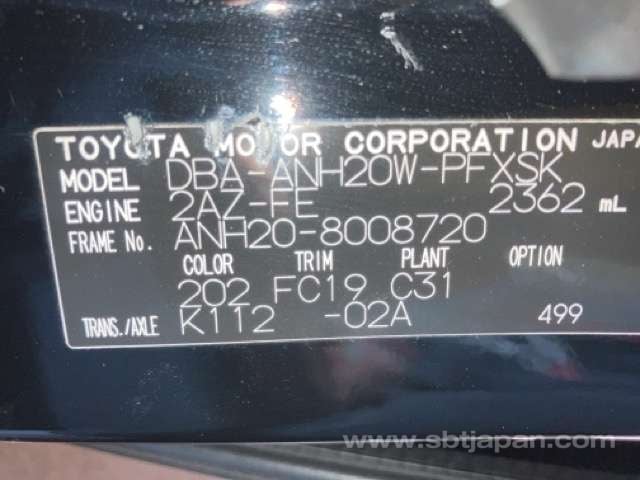 TOYOTA MOTOR CORPORATION JAPA
MODEL DBA-ANH20W-PFXSK
ENGINE 2AZ-FE 2362 mL
FRAME No. ANH20-8008720
COLOR TRIM PLANT OPTION
202 FC19 C31
TRANS./AXLE K112 -02A 499
www.sbtjapan.com